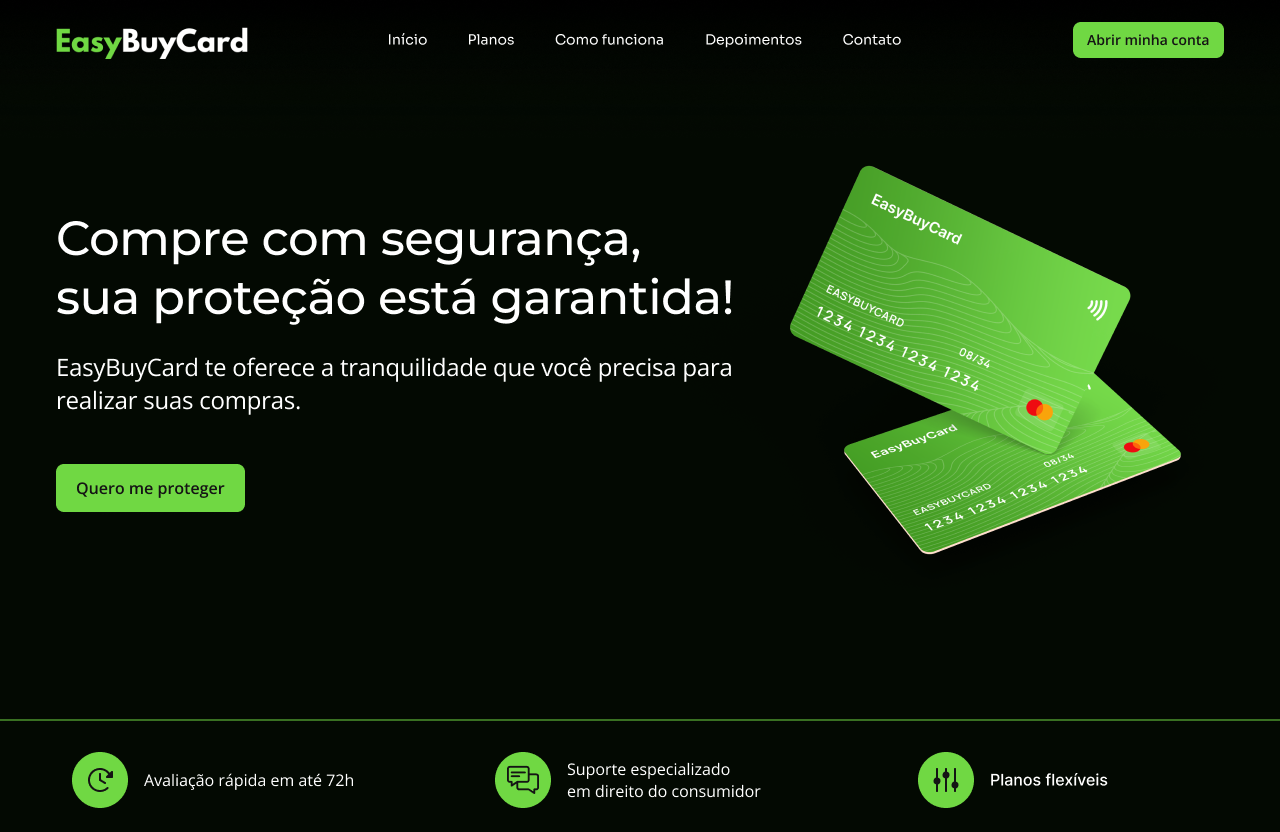 EasyBuyCard
Início
Planos
Como funciona
Depoimentos
Contato
Abrir minha conta
Compre com segurança,
sua proteção está garantida!
EasyBuyCard te oferece a tranquilidade que você precisa para
realizar suas compras.
Quero me proteger
EasyBuyCard
EASYBUYCARD
1234 1234 1234 1234
08/34
EasyBuyCard
EASYBUYCARD
1234 1234 1234 1234
08/34
Avaliação rápida em até 72h
Suporte especializado
em direito do consumidor
Planos flexíveis